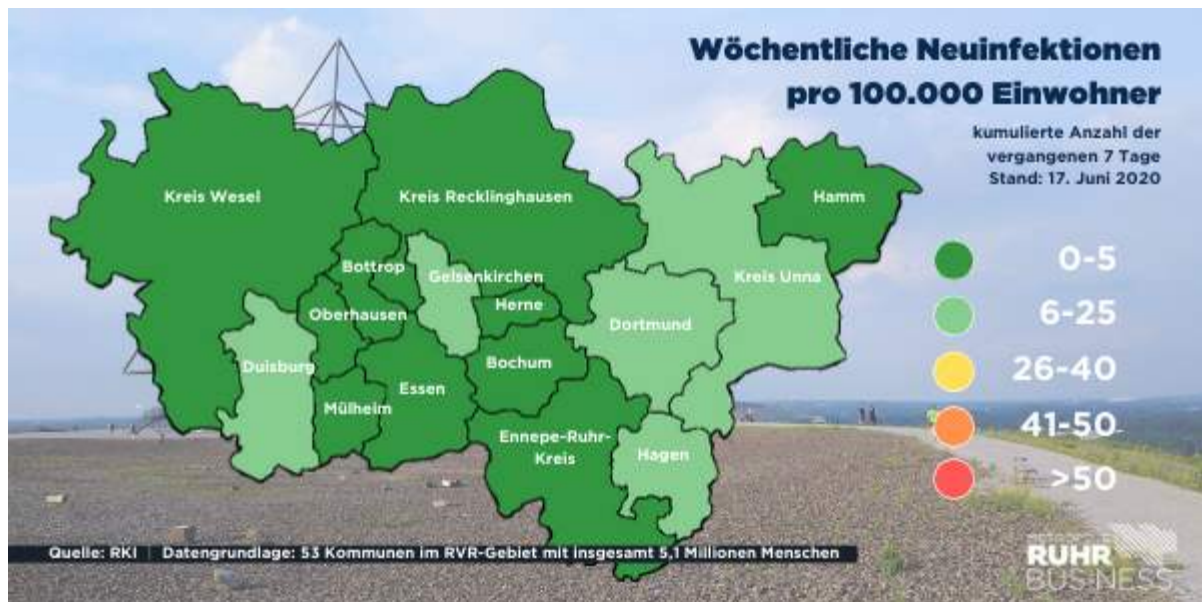 Wöchentliche Neuinfektionen
pro 100.000 Einwohner
kumulierte Anzahl der
vergangenen 7 Tage
Stand: 17. Juni 2020
Kreis Wesel
Kreis Recklinghausen
Hamm
Bottrop
Gelsenkirchen
Kreis Unna
Herne
Oberhausen
Dortmund
Duisburg
Bochum
Essen
Mülheim
Ennepe-Ruhr-
Kreis
Hagen
0-5
6-25
26-40
41-50
>50
Quelle: RKI | Datengrundlage: 53 Kommunen im RVR-Gebiet mit insgesamt 5,1 Millionen Menschen
RUHR
BUSINESS